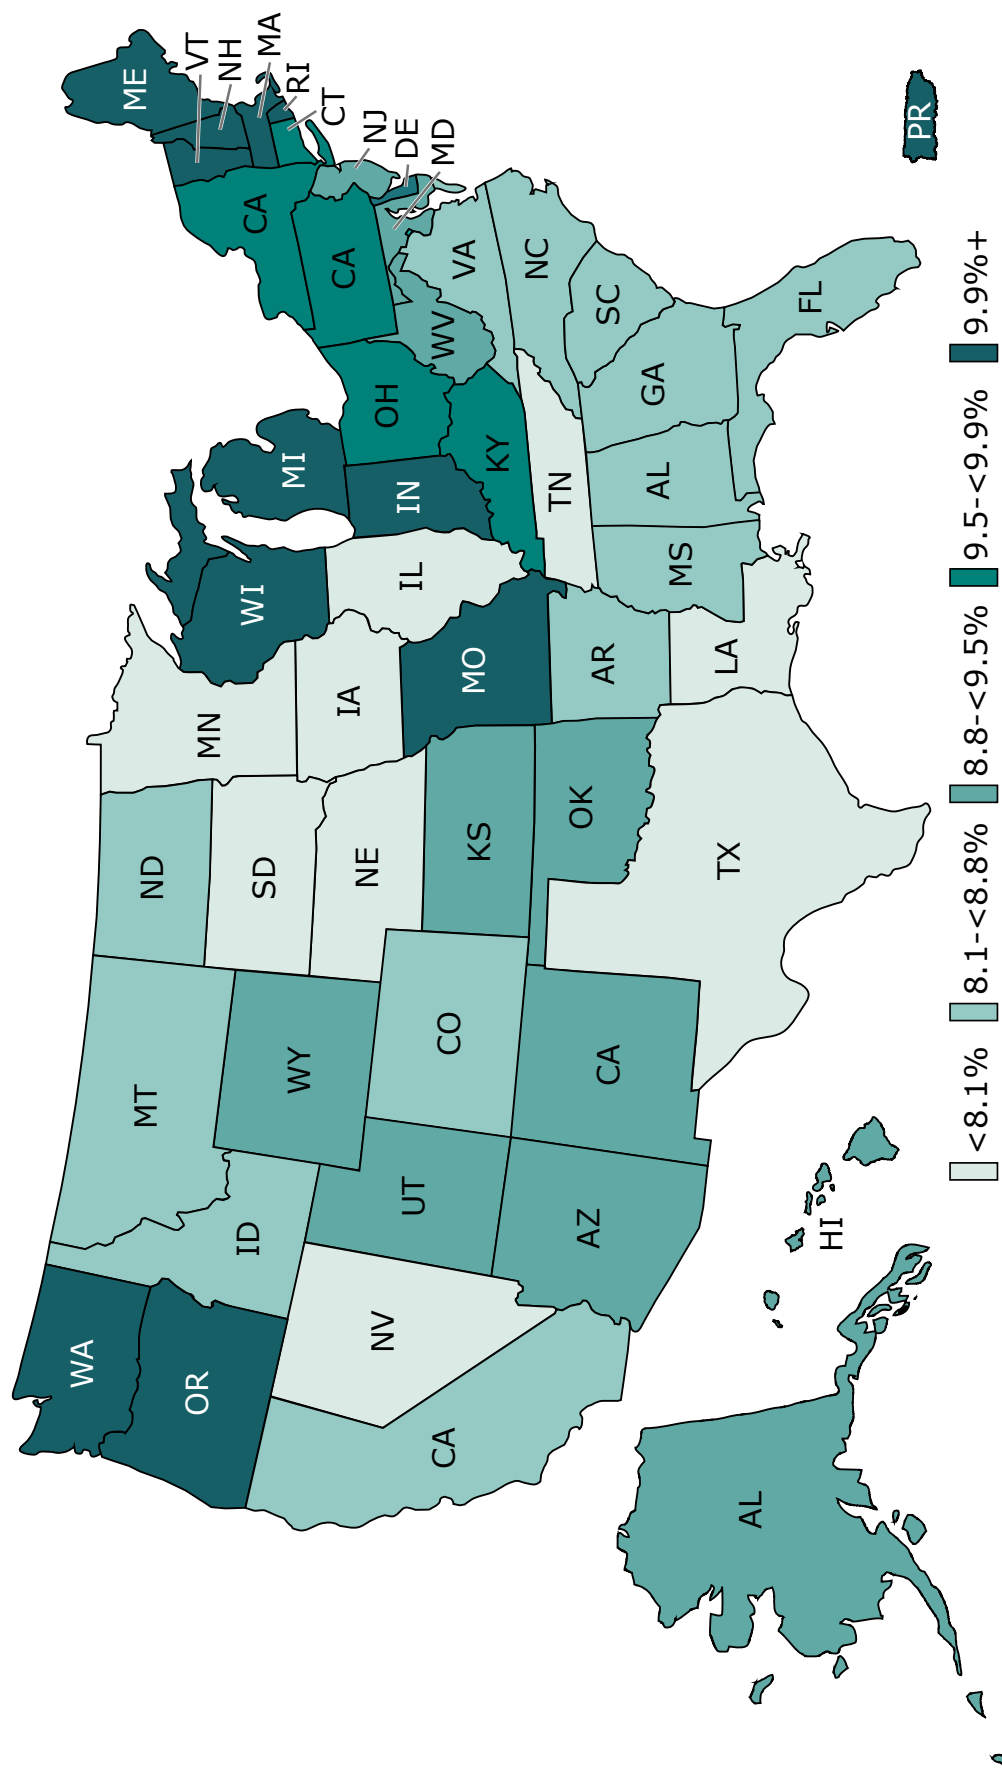 WA
OR
CA
NV
ID
MT
WY
UT
AZ
CO
CA
ND
SD
NE
KS
OK
TX
MN
IA
MO
AR
LA
WI
IL
MI
IN
OH
KY
TN
MS
AL
GA
FL
SC
NC
VA
WV
CA
CA
ME
VT
NH
MA
RI
CT
NJ
DE
MD
AL
HI
PR
<8.1%
8.1-<8.8%
8.8-<9.5%
9.5-<9.9%
9.9%+